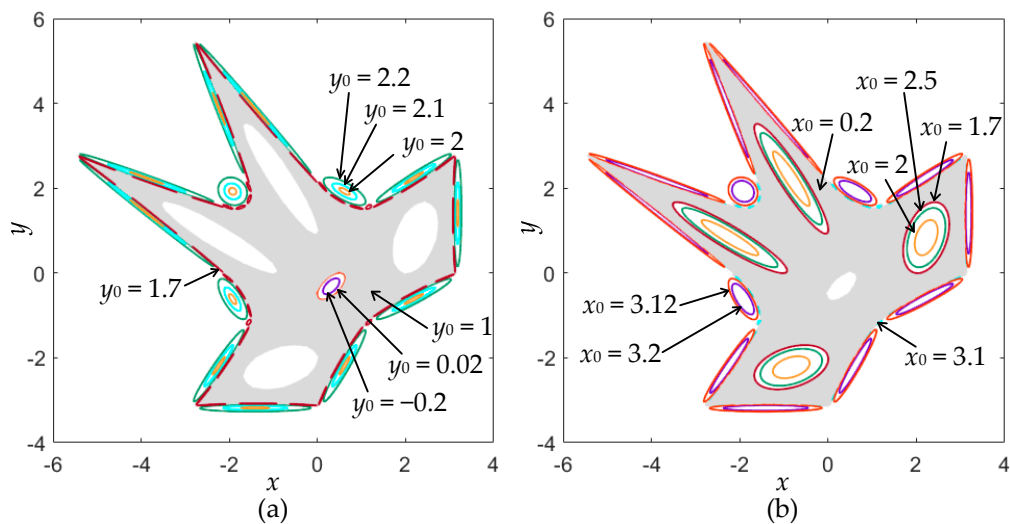 6
4
2
0
-2
-4
-6
-4
-2
0
2
4
y
x
y0 = 2.2
y0 = 2.1
y0 = 2
y0 = 1.7
y0 = 1
y0 = 0.02
y0 = −0.2
(a)
6
4
2
0
-2
-4
-6
-4
-2
0
2
4
y
x
x0 = 2.5
x0 = 1.7
x0 = 0.2
x0 = 2
x0 = 3.12
x0 = 3.2
x0 = 3.1
(b)